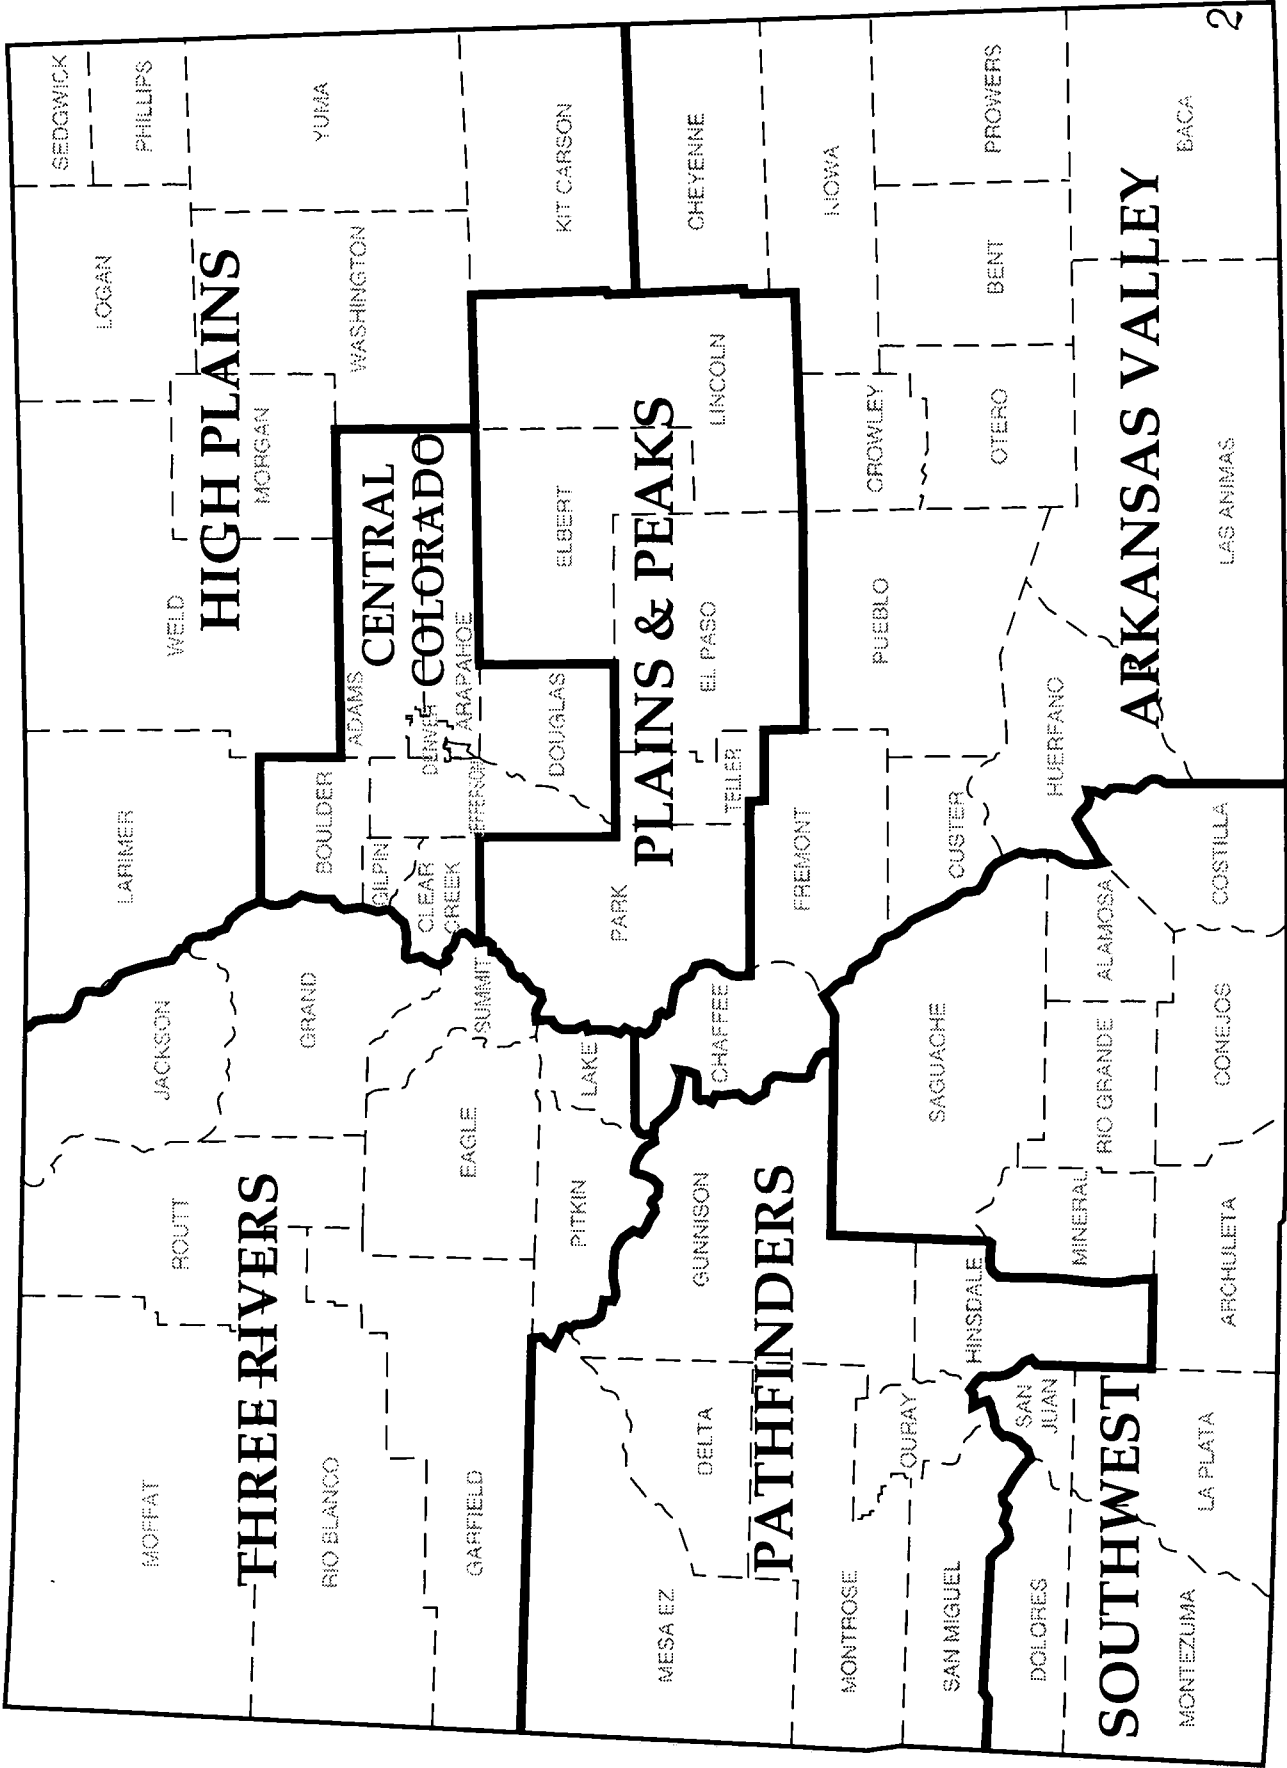 MOFFAT
ROUTT
JACKSON
LARIMER
WELD
LOGAN
SEDGWICK
PHILLIPS
HIGH PLAINS
MORGAN
THREE RIVERS
RIO BLANCO
GRAND
BOULDER
ADAMS
WASHINGTON
YUMA
GILPIN
CENTRAL
COLORADO
CLEAR
CREEK
DENVER
ARAPAHOE
JEFFERSON
GARFIELD
EAGLE
SUMMIT
DOUGLAS
ELBERT
KIT CARSON
PITKIN
LAKE
PARK
PLAINS & PEAKS
MESA EZ
DELTA
GUNNISON
CHAFFEE
TELLER
EL PASO
LINCOLN
CHEYENNE
PATHFINDERS
FREMONT
MONTROSE
OURAY
PUEBLO
CROWLEY
KIOWA
SAN MIGUEL
HINSDALE
SAGUACHE
CUSTER
OTERO
BENT
PROWERS
DOLORES
SAN
JUAN
MINERAL
RIO GRANDE
ALAMOSA
HUERFANO
SOUTHWEST
ARKANSAS VALLEY
MONTEZUMA
LA PLATA
ARCHULETA
CONEJOS
COSTILLA
LAS ANIMAS
BACA
2